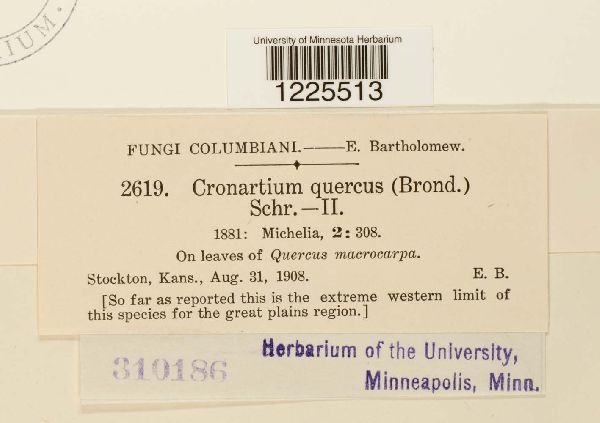 RIUM.
University of Minnesota Herbarium
1225513
FUNGI COLUMBIANI.——E. Bartholomew.
2619. Cronartium quercus (Brond.)
Schr.—II.
1881: Michelia, 2: 308.
On leaves of Quercus macrocarpa.
Stockton, Kans., Aug. 31, 1908. E. B.
[So far as reported this is the extreme western limit of
this species for the great plains region.]
310186
Herbarium of the University,
Minneapolis, Minn.